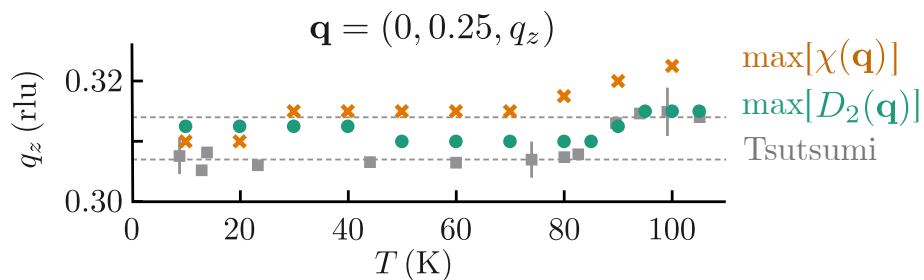 q = (0, 0.25, q_z)
max[χ(q)]
max[D_2(q)]
Tsutsumi
q_z (rlu)
0.32
0.30
0 20 40 60 80 100
T (K)